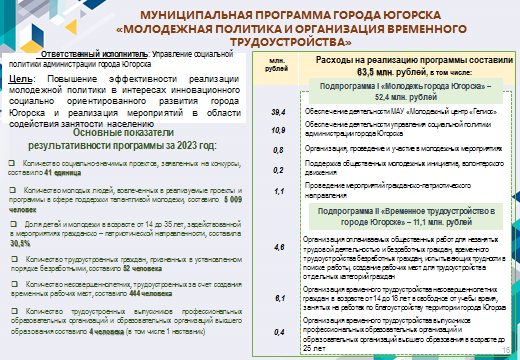 МУНИЦИПАЛЬНАЯ ПРОГРАММА ГОРОДА ЮГОРСКА
«МОЛОДЕЖНАЯ ПОЛИТИКА И ОРГАНИЗАЦИЯ ВРЕМЕННОГО
ТРУДОУСТРОЙСТВА»
Ответственный исполнитель: Управление социальной
политики администрации города Югорска
Цель: Повышение эффективности реализации
молодежной политики в интересах инновационного
социально ориентированного развития города
Югорска и реализация мероприятий в области
содействия занятости населению
Основные показатели
результативности программы за 2023 год:
Количество социально-значимых проектов, заявленных на конкурсы,
составило 41 единица
Количество молодых людей, вовлеченных в реализуемые проекты и
программы в сфере поддержки талантливой молодежи, составило 5 009
человек
Доля детей и молодежи в возрасте от 14 до 35 лет, задействованной
в мероприятиях гражданско – патриотической направленности, составила
30,5%
Количество трудоустроенных граждан, признанных в установленном
порядке безработными, составило 52 человека
Количество несовершеннолетних, трудоустроенных за счет создания
временных рабочих мест, составило 444 человека
Количество трудоустроенных выпускников профессиональных
образовательных организаций и образовательных организаций высшего
образования составило 4 человека (в том числе 1 наставник)
млн.
рублей
Расходы на реализацию программы составили
63,5 млн. рублей, в том числе:
Подпрограмма I «Молодежь города Югорска» –
52,4 млн. рублей
39,4 Обеспечение деятельности МАУ «Молодежный центр «Гелиос»
10,9 Обеспечение деятельности управления социальной политики
администрации города Югорска
0,8 Организация, проведение и участие в молодежных мероприятиях
0,2 Поддержка общественных молодежных инициатив, волонтерского
движения
1,1 Проведение мероприятий гражданско-патриотического
направления
Подпрограмма II «Временное трудоустройство в
городе Югорске» – 11,1 млн. рублей
4,6 Организация оплачиваемых общественных работ для незанятых
трудовой деятельностью и безработных граждан, временного
трудоустройства безработных граждан, испытывающих трудности в
поиске работы, создание рабочих мест для трудоустройства
отдельных категорий граждан
6,1 Организация временного трудоустройства несовершеннолетних
граждан в возрасте от 14 до 18 лет в свободное от учебы время,
занятых на работах по благоустройству территории города Югорска
0,4 Организация временного трудоустройства выпускников
профессиональных образовательных организаций и
образовательных организаций высшего образования в возрасте до
25 лет
16